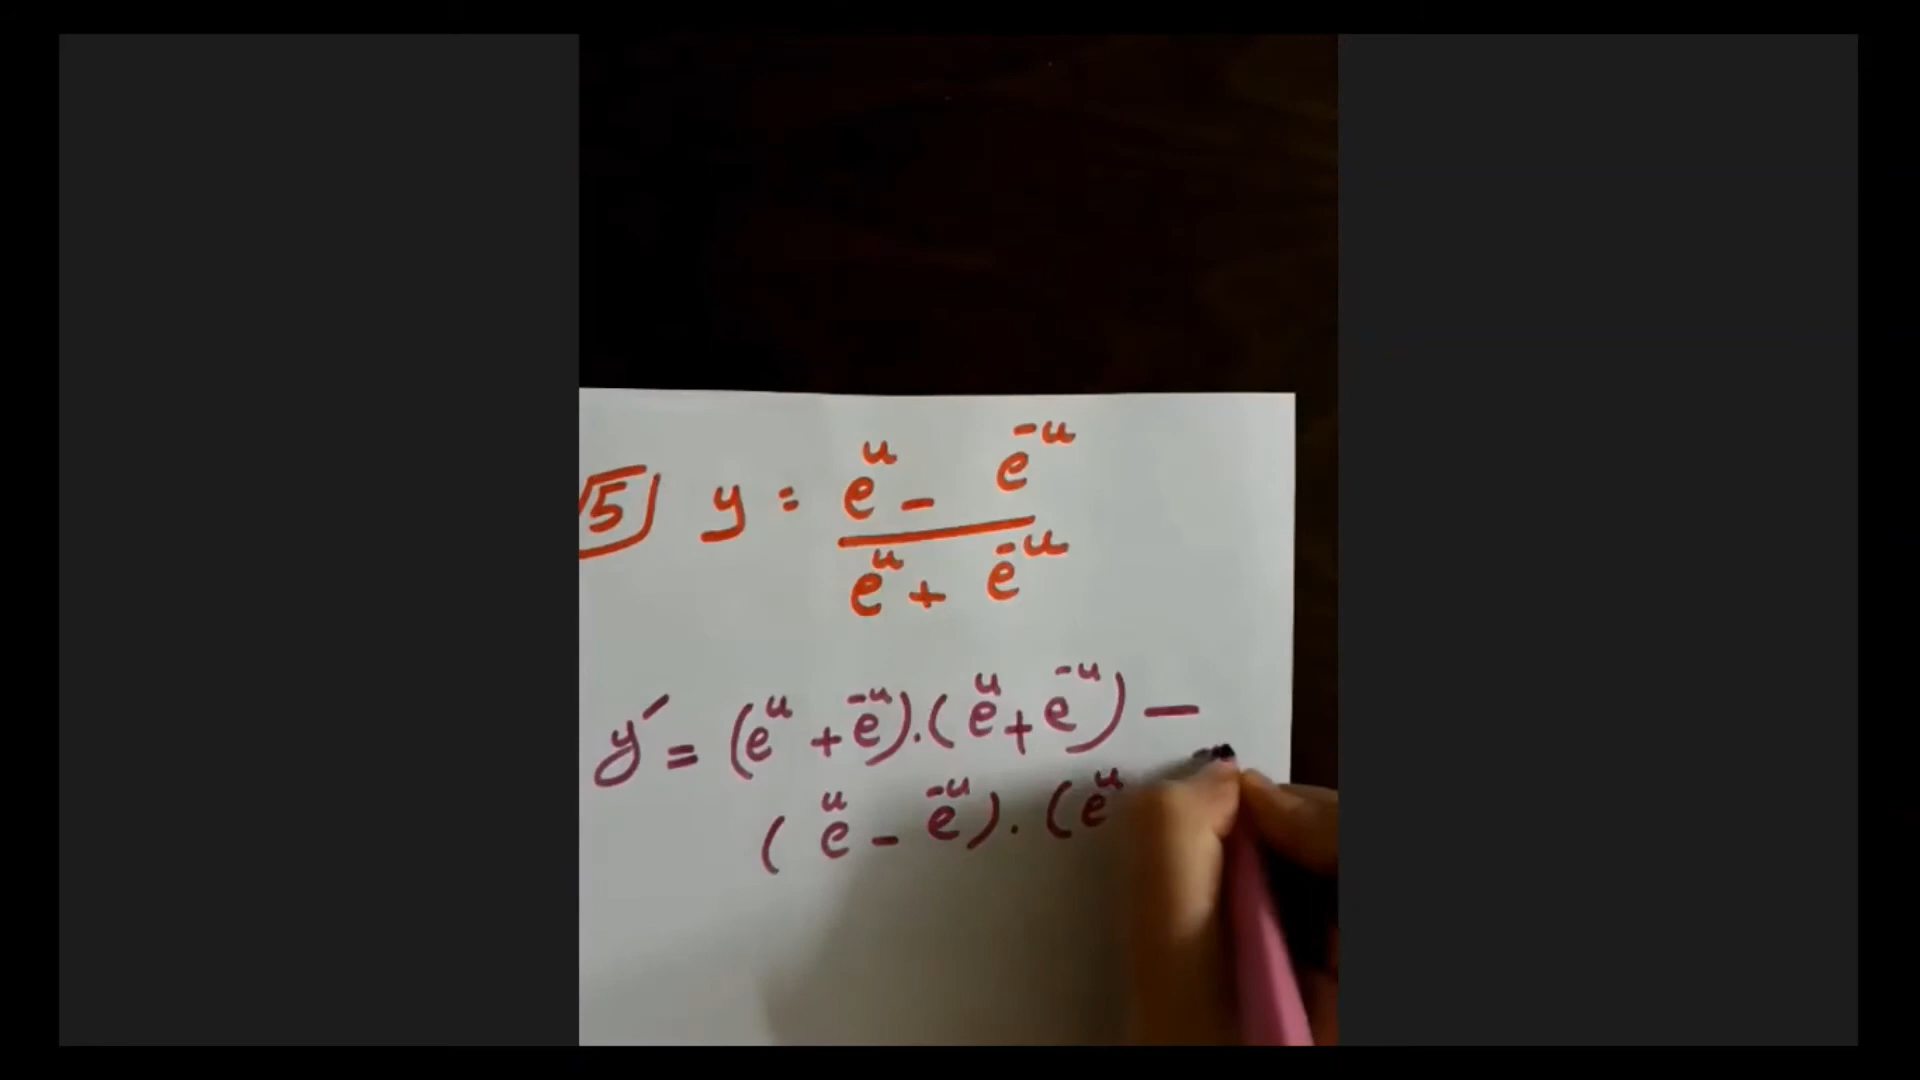 5) y = e^u - e^-u / e^u + e^-u
y' = (e^u + e^-u).(e^u + e^-u) -
(e^u - e^-u).(e^u